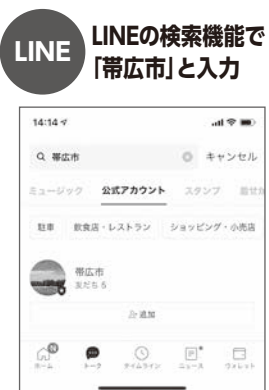 LINE
LINEの検索機能で
「帯広市」と入力
14:14
帯広市
キャンセル
ミュージック 公式アカウント スタンプ 着せか
駐車 飲食店・レストラン ショッピング・小売店
帯広市
友だち 5
追加
N
ホーム トーク タイムライン ニュース ウォレット